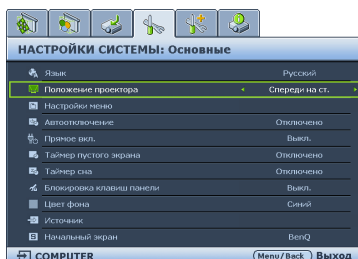 НАСТРОЙКИ СИСТЕМЫ: Основные
Язык Русский
Положение проектора Спереди на ст.
Настройки меню
Автоотключение Отключено
Прямое вкл. Выкл.
Таймер пустого экрана Отключено
Таймер сна Отключено
Блокировка клавиш панели Выкл.
Цвет фона Синий
Источник
Начальный экран BenQ
COMPUTER Menu/Back Выход